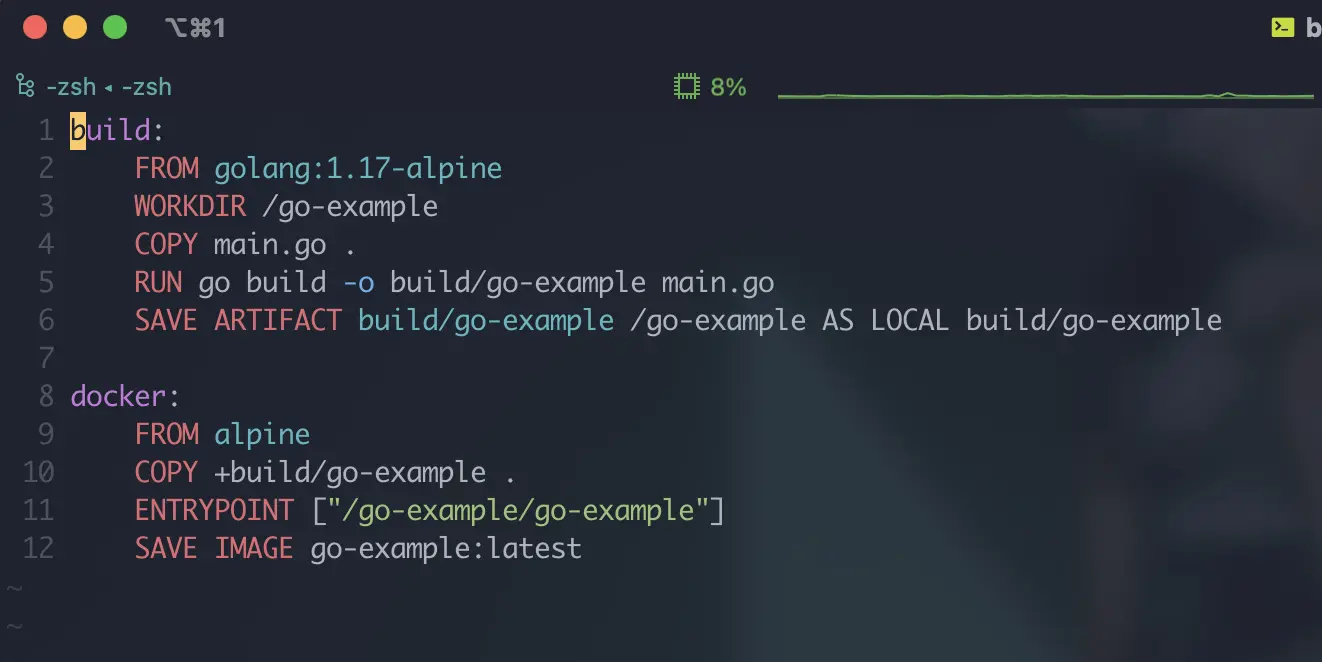 ⌥⌘1
b
-zsh ◂ -zsh
8%
1 build:
2     FROM golang:1.17-alpine
3     WORKDIR /go-example
4     COPY main.go .
5     RUN go build -o build/go-example main.go
6     SAVE ARTIFACT build/go-example /go-example AS LOCAL build/go-example
7
8 docker:
9     FROM alpine
10     COPY +build/go-example .
11     ENTRYPOINT ["/go-example/go-example"]
12     SAVE IMAGE go-example:latest
~
~